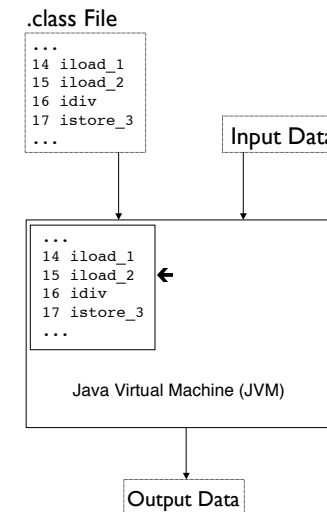 .class File
...
14 iload_1
15 iload_2
16 idiv
17 istore_3
...
Input Data
...
14 iload_1
15 iload_2
16 idiv
17 istore_3
...
Java Virtual Machine (JVM)
Output Data